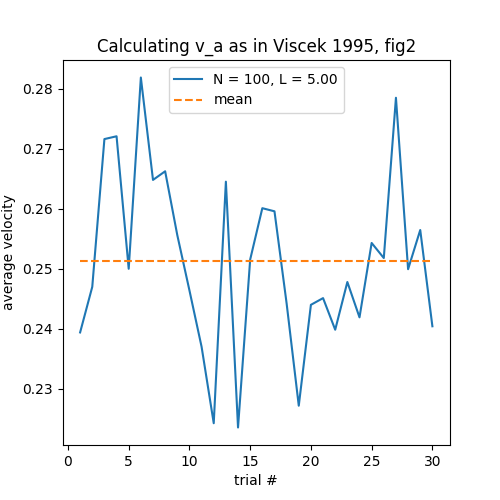 Calculating v_a as in Viscek 1995, fig2
N = 100, L = 5.00
mean
average velocity
0.28
0.27
0.26
0.25
0.24
0.23
0 5 10 15 20 25 30
trial #